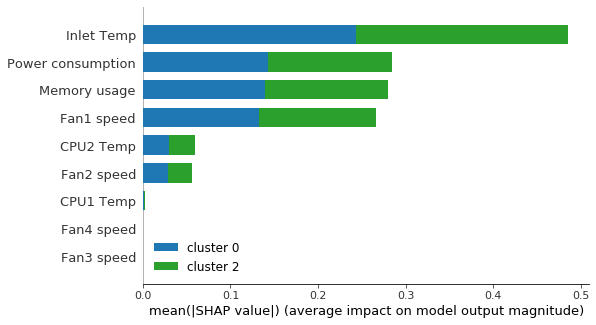 Inlet Temp
Power consumption
Memory usage
Fan1 speed
CPU2 Temp
Fan2 speed
CPU1 Temp
Fan4 speed
Fan3 speed
cluster 0
cluster 2
0.0 0.1 0.2 0.3 0.4 0.5
mean(|SHAP value|) (average impact on model output magnitude)